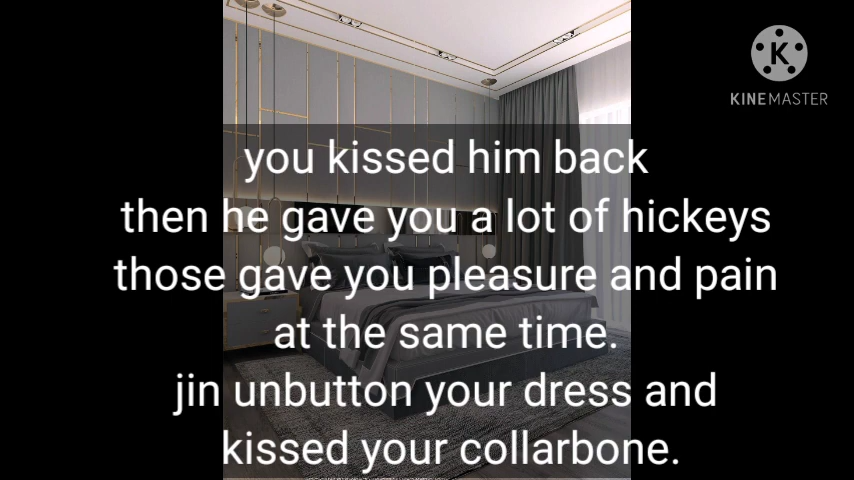 KINEMASTER
you kissed him back
then he gave you a lot of hickeys
those gave you pleasure and pain
at the same time.
jin unbutton your dress and
kissed your collarbone.